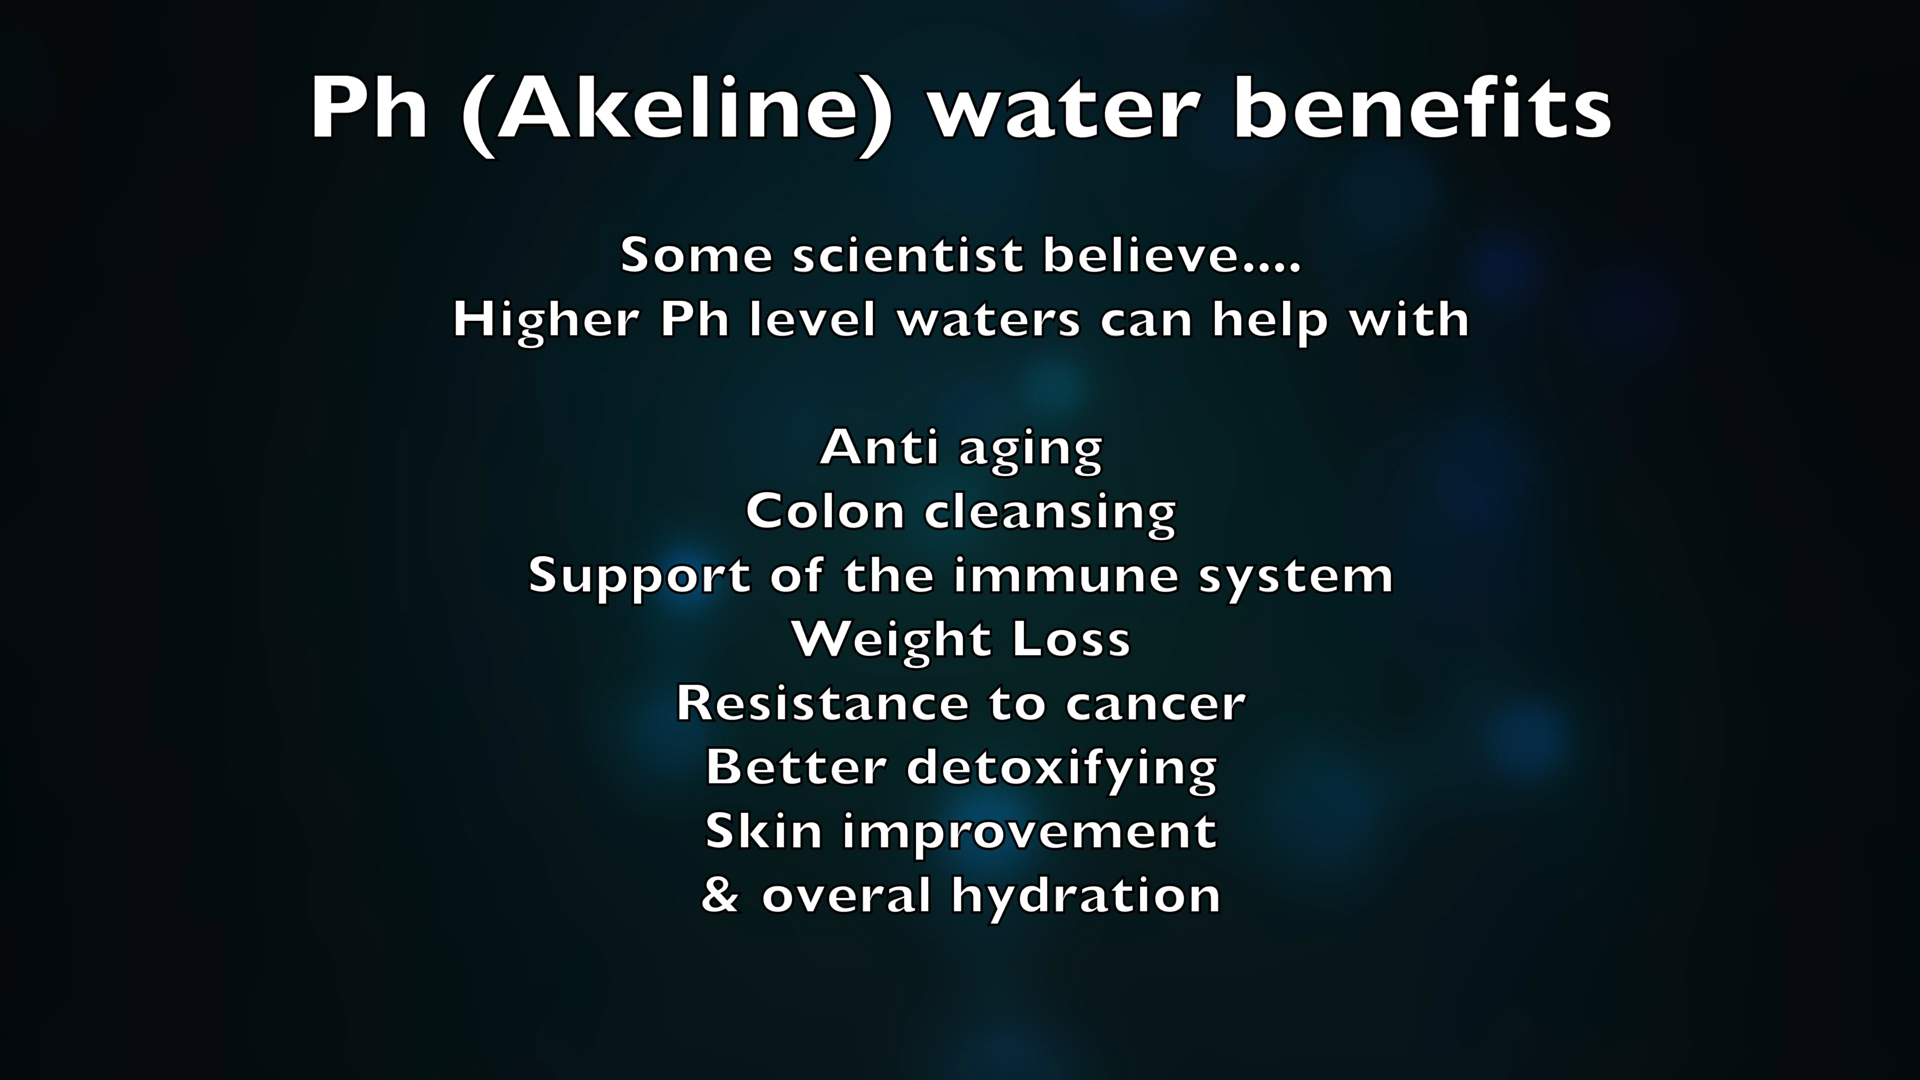 Ph (Akeline) water benefits
Some scientist believe....
Higher Ph level waters can help with
Anti aging
Colon cleansing
Support of the immune system
Weight Loss
Resistance to cancer
Better detoxifying
Skin improvement
& overal hydration